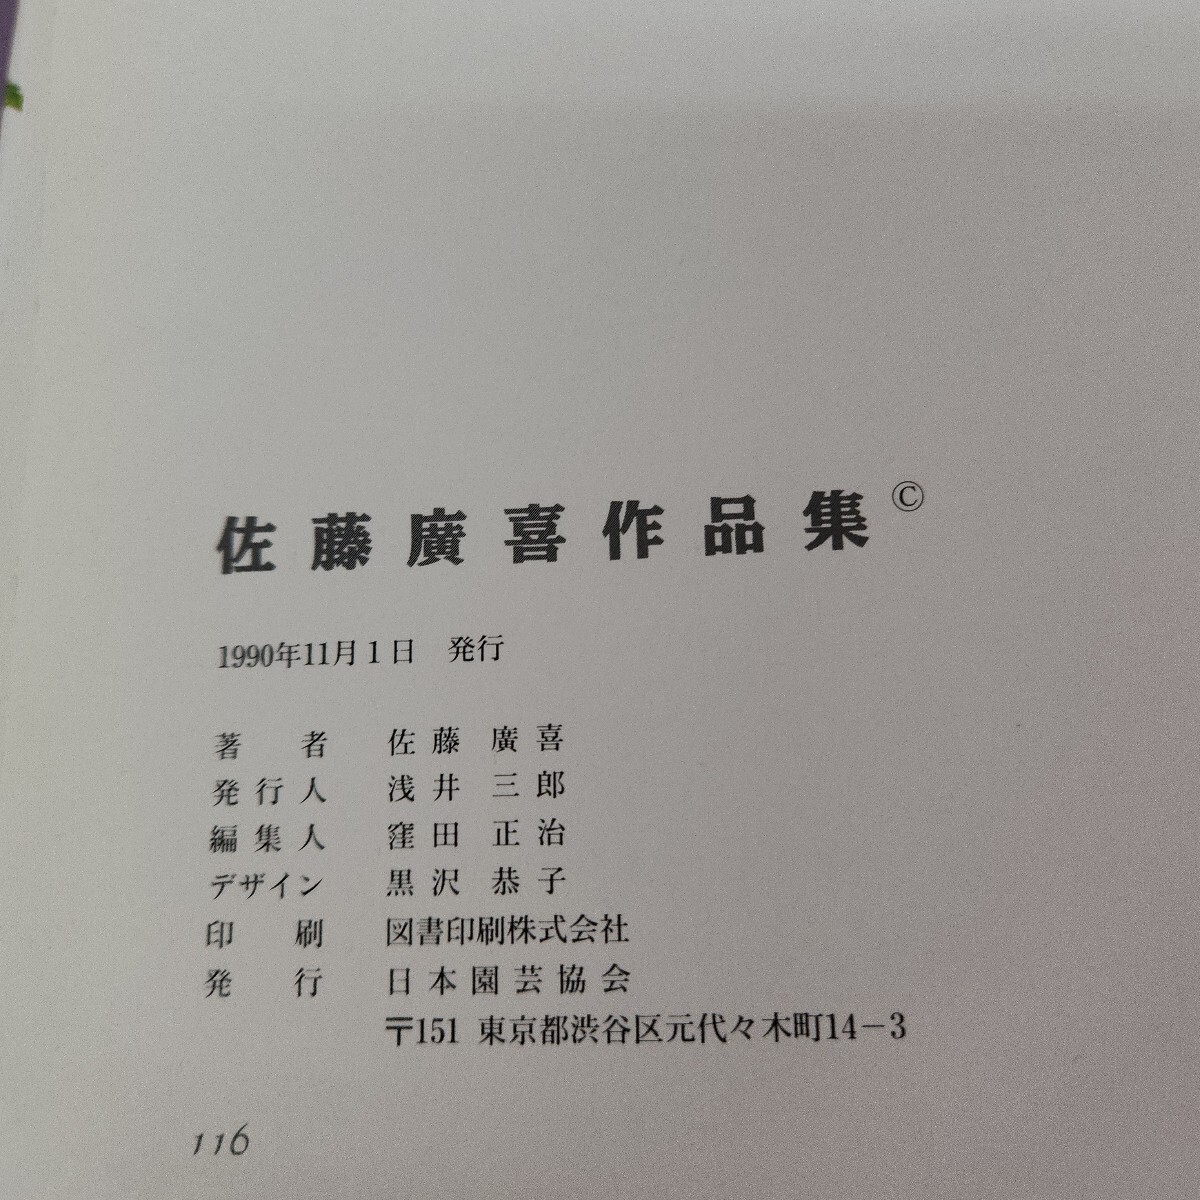 佐藤廣喜作品集©
1990年11月1日 発行
著者 佐藤 廣喜
発行人 浅井 三郎
編集人 窪田 正治
デザイン 黒沢 恭子
印刷 図書印刷株式会社
発行 日本園芸協会
〒151 東京都渋谷区元代々木町14-3
116